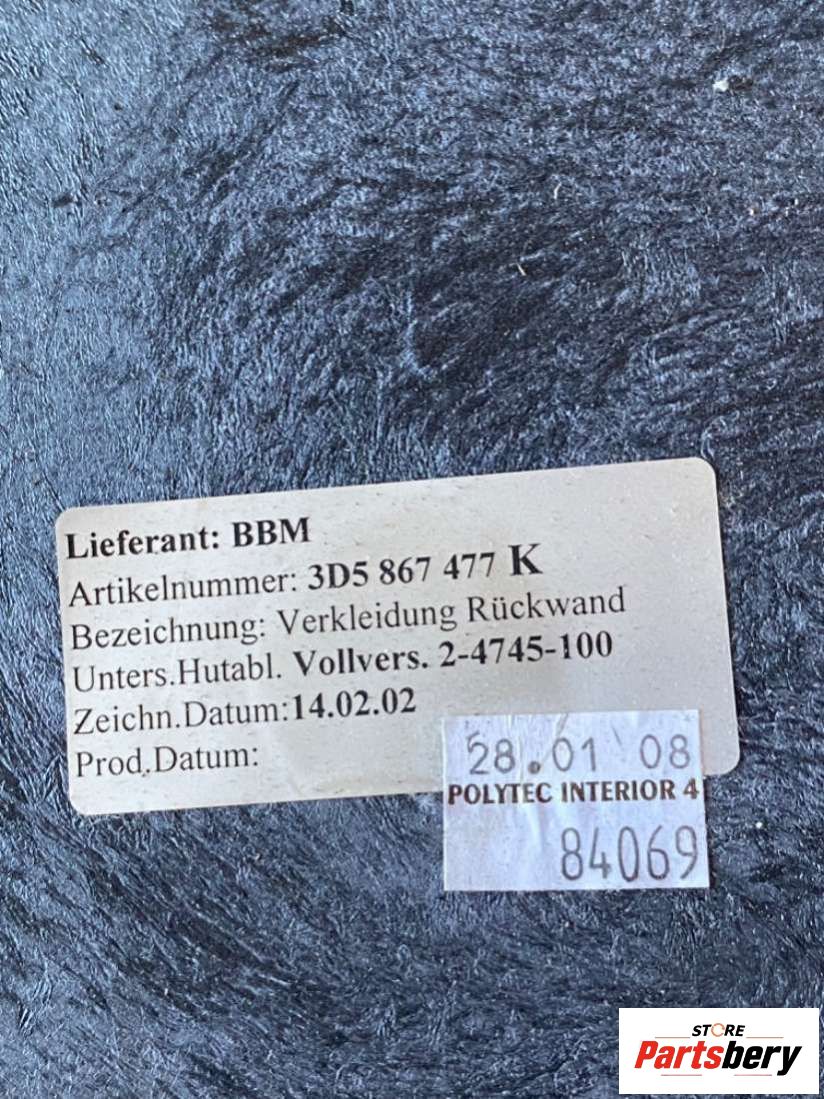 Lieferant: BBM
Artikelnummer: 3D5 867 477 K
Bezeichnung: Verkleidung Rückwand
Unters.Hutabl. Vollvers. 2-4745-100
Zeichn.Datum:14.02.02
Prod.Datum:
28.01 08
POLYTEC INTERIOR 4
84069
STORE
Partsbery